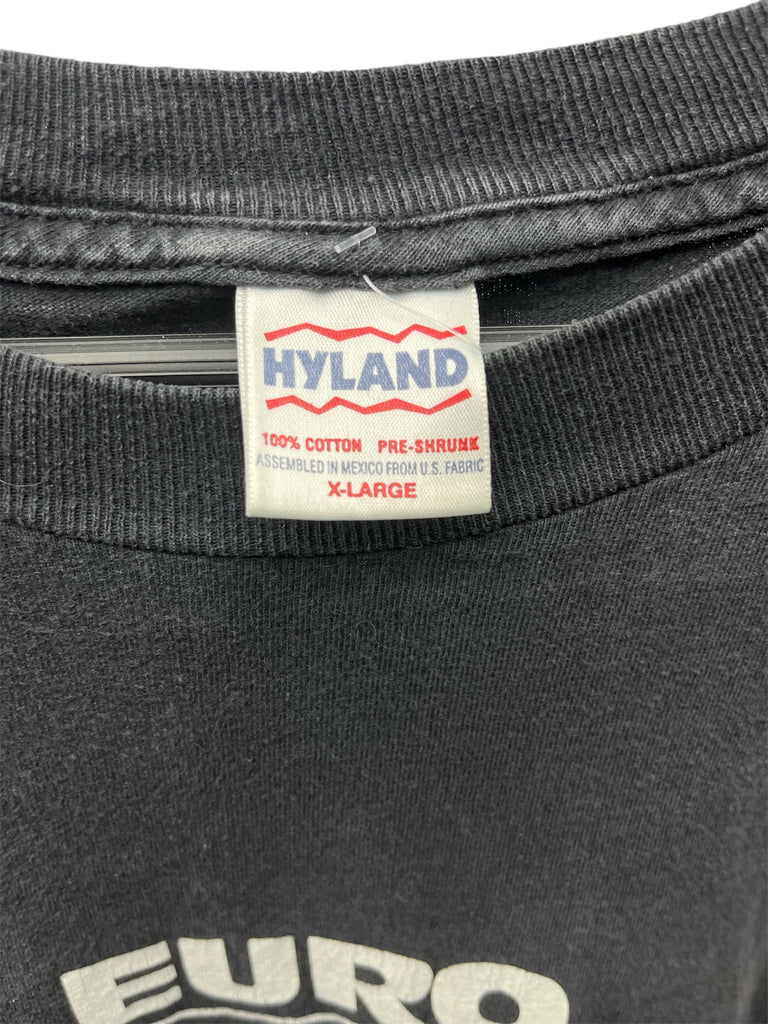 HYLAND
100% COTTON PRE-SHRUNK
ASSEMBLED IN MEXICO FROM U.S. FABRIC
X-LARGE
EURO